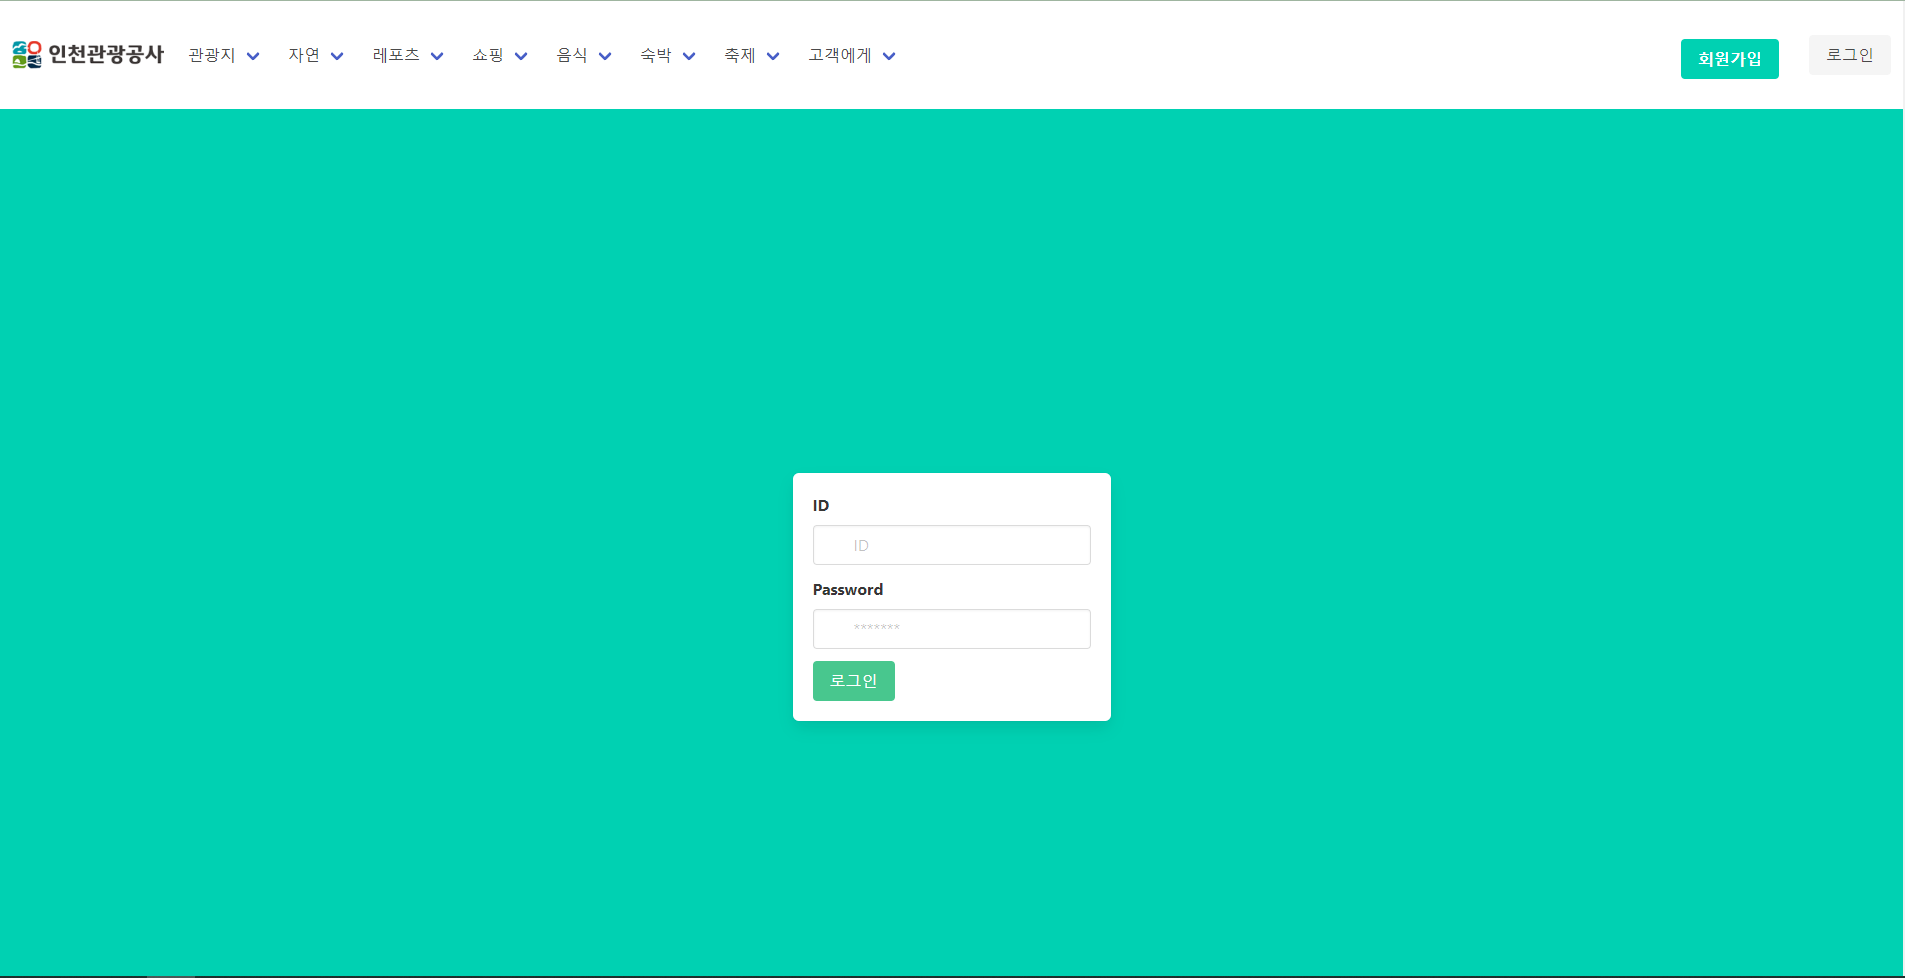 인천관광공사 관광지 자연 레포츠 쇼핑 음식 숙박 축제 고객에게 회원가입 로그인
ID
ID
Password
*******
로그인